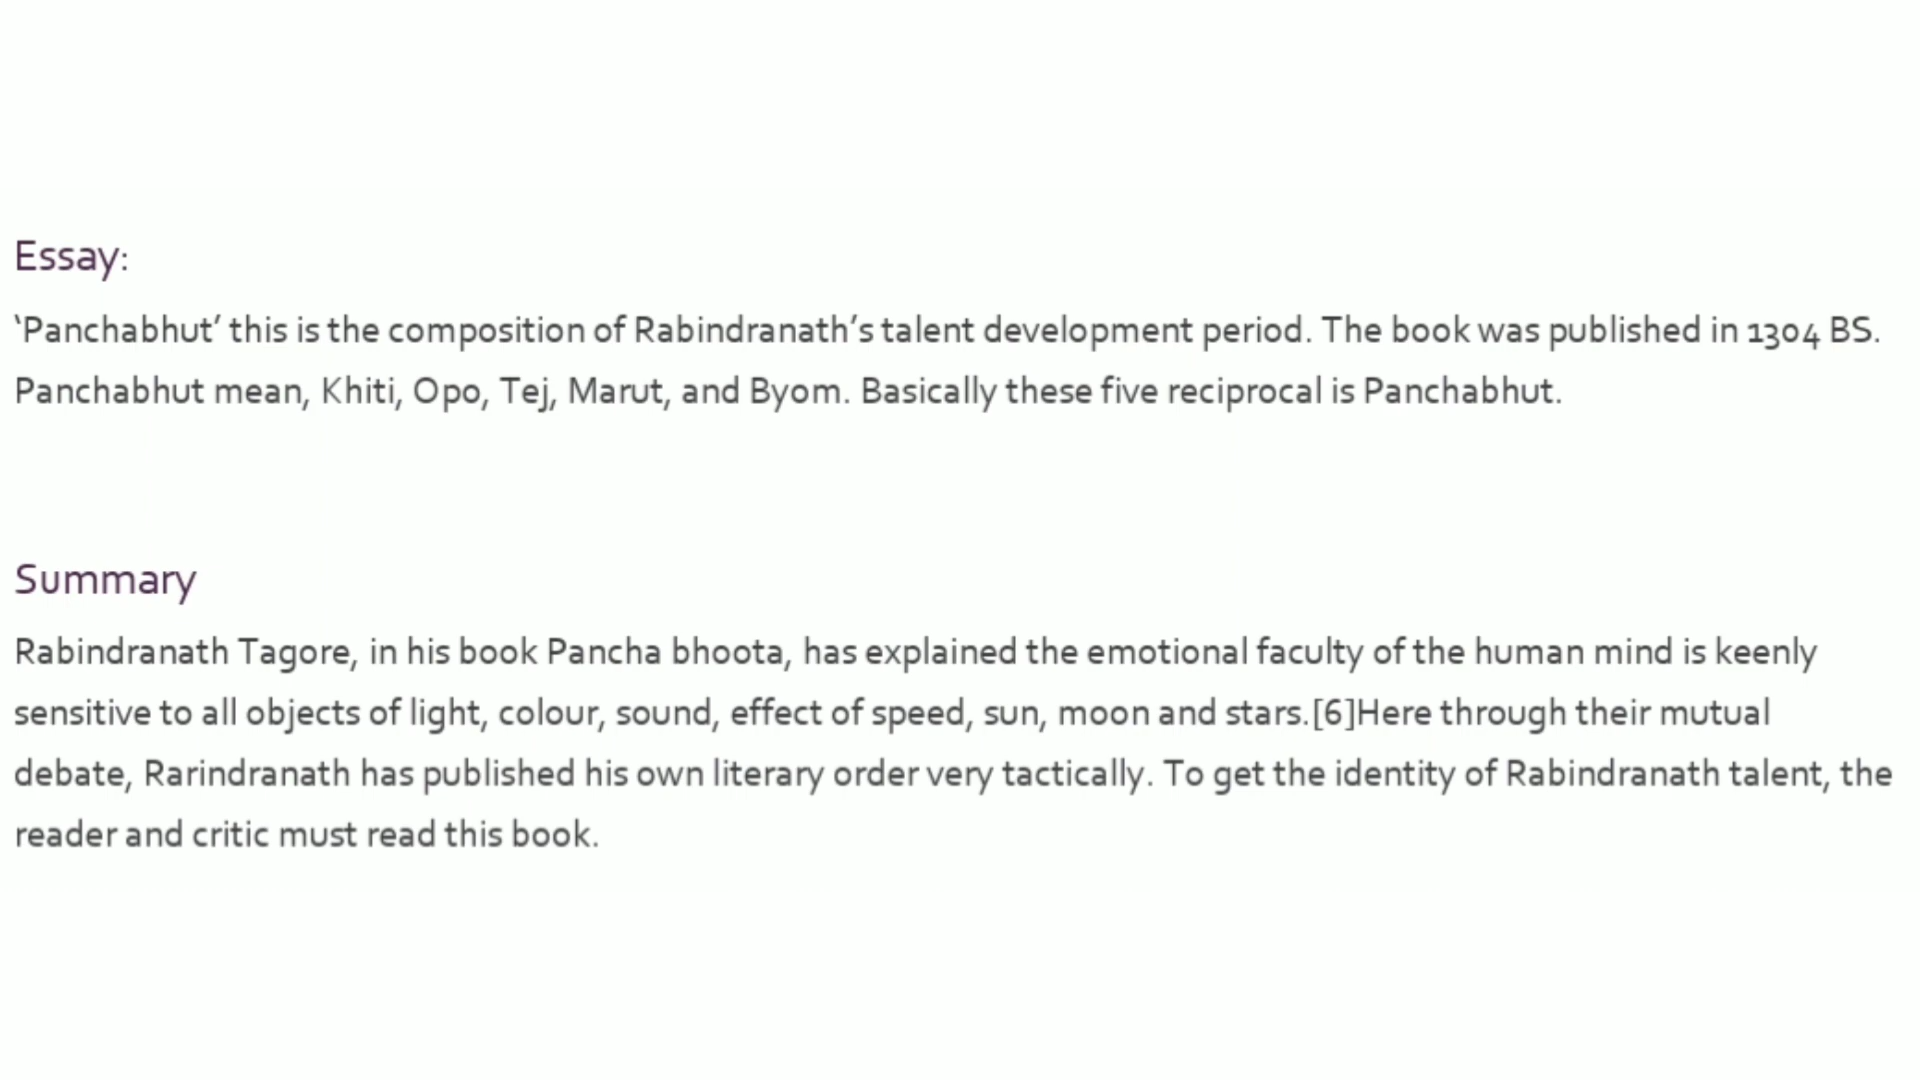 Essay:
‘Panchabhut’ this is the composition of Rabindranath’s talent development period. The book was published in 1304 BS.
Panchabhut mean, Khiti, Opo, Tej, Marut, and Byom. Basically these five reciprocal is Panchabhut.
Summary
Rabindranath Tagore, in his book Pancha bhoota, has explained the emotional faculty of the human mind is keenly
sensitive to all objects of light, colour, sound, effect of speed, sun, moon and stars.[6]Here through their mutual
debate, Rarindranath has published his own literary order very tactically. To get the identity of Rabindranath talent, the
reader and critic must read this book.